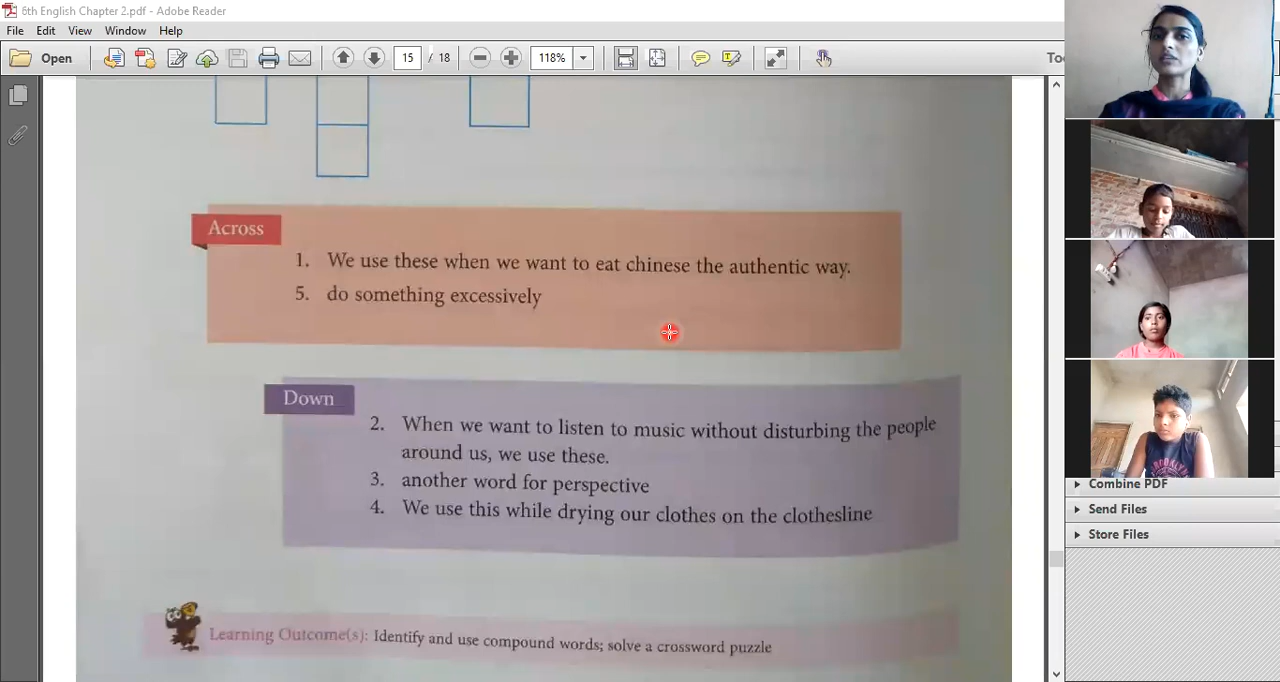 6th English Chapter 2.pdf - Adobe Reader
File Edit View Window Help
Open 15 / 18 118%
Across
1. We use these when we want to eat chinese the authentic way.
5. do something excessively
Down
2. When we want to listen to music without disturbing the people
around us, we use these.
3. another word for perspective
4. We use this while drying our clothes on the clothesline
Learning Outcome(s): Identify and use compound words; solve a crossword puzzle
Combine PDF
Send Files
Store Files